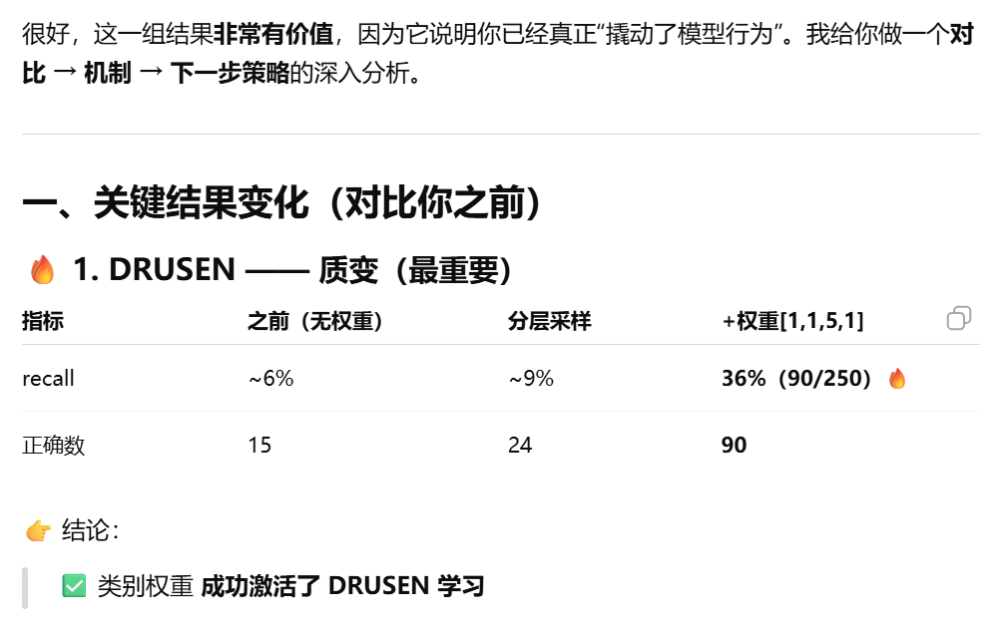 很好，这一组结果非常有价值，因为它说明你已经真正“撬动了模型行为”。我给你做一个对
比 → 机制 → 下一步策略的深入分析。
一、关键结果变化（对比你之前）
🔥 1. DRUSEN —— 质变（最重要）
指标 之前（无权重） 分层采样 +权重[1,1,5,1]
recall ~6% ~9% 36%（90/250）🔥
正确数 15 24 90
👉 结论：
✅ 类别权重 成功激活了 DRUSEN 学习